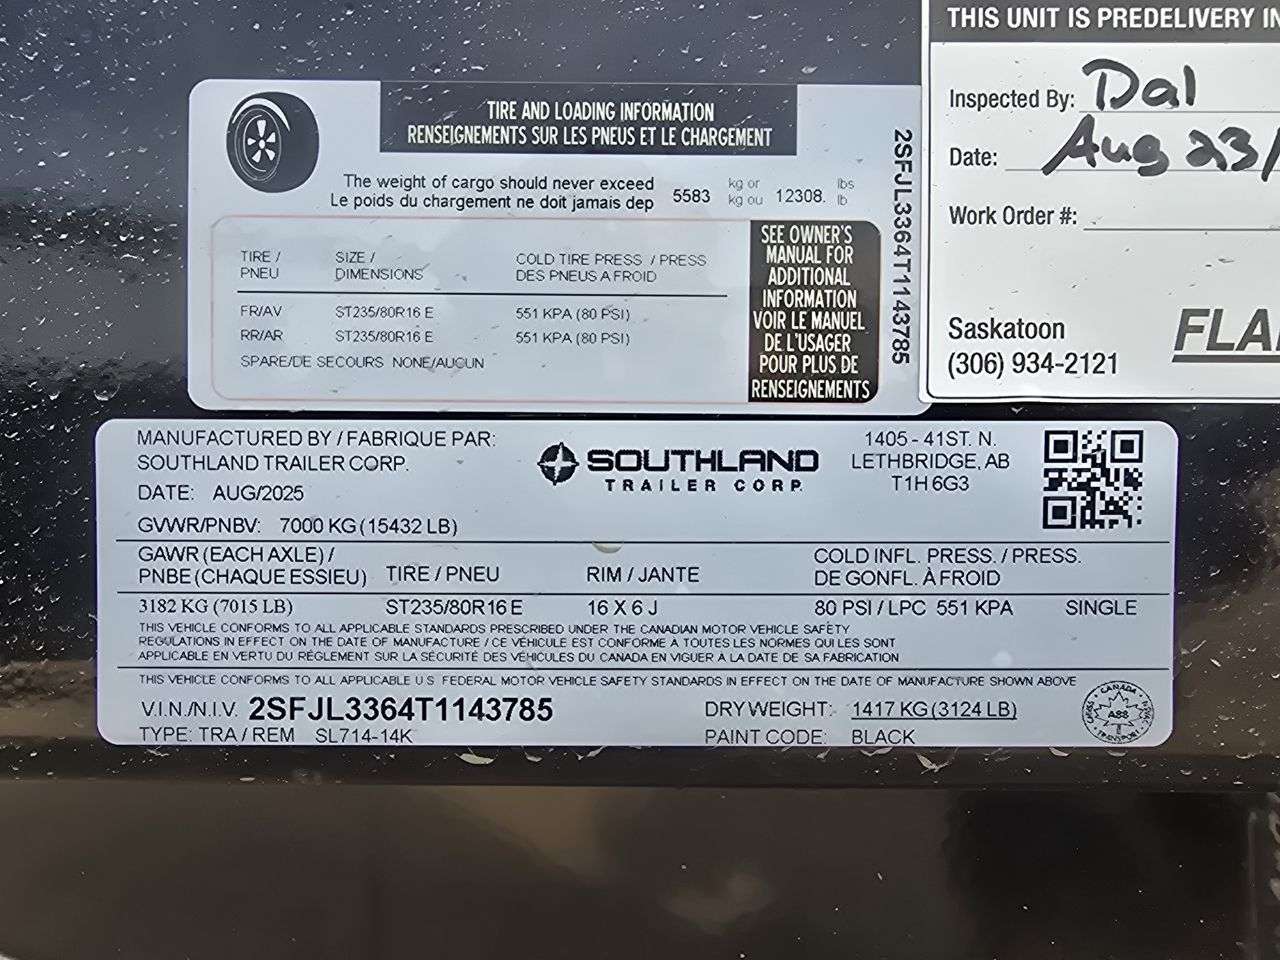 THIS UNIT IS PREDELIVERY
Inspected By: Dal
Date: Aug 23/
Work Order #:
Saskatoon
(306) 934-2121
TIRE AND LOADING INFORMATION
RENSEIGNEMENTS SUR LES PNEUS ET LE CHARGEMENT
The weight of cargo should never exceed
Le poids du chargement ne doit jamais dep
5583 kg or 12308. lbs
kg ou lb
TIRE / SIZE / COLD TIRE PRESS / PRESS
PNEU DIMENSIONS DES PNEUS A FROID
FR/AV ST235/80R16 E 551 KPA (80 PSI)
RR/AR ST235/80R16 E 551 KPA (80 PSI)
SPARE/DE SECOURS NONE/AUCUN
SEE OWNER'S
MANUAL FOR
ADDITIONAL
INFORMATION
VOIR LE MANUEL
DE L'USAGER
POUR PLUS DE
RENSEIGNEMENTS
2SFJL3364T1143785
MANUFACTURED BY / FABRIQUE PAR:
SOUTHLAND TRAILER CORP.
DATE: AUG/2025
GVWR/PNBV: 7000 KG (15432 LB)
SOUTHLAND
TRAILER CORP.
1405 - 41ST. N.
LETHBRIDGE, AB
T1H 6G3
GAWR (EACH AXLE) / COLD INFL. PRESS. / PRESS.
PNBE (CHAQUE ESSIEU) TIRE / PNEU RIM / JANTE DE GONFL. À FROID
3182 KG (7015 LB) ST235/80R16 E 16 X 6 J 80 PSI / LPC 551 KPA SINGLE
THIS VEHICLE CONFORMS TO ALL APPLICABLE STANDARDS PRESCRIBED UNDER THE CANADIAN MOTOR VEHICLE SAFETY
REGULATIONS IN EFFECT ON THE DATE OF MANUFACTURE / CE VÉHICULE EST CONFORME A TOUTES LES NORMES QUI LES SONT
APPLICABLE EN VERTU DU RÉGLEMENT SUR LA SÉCURITÉ DES VÉHICULES DU CANADA EN VIGUER À LA DATE DE SA FABRICATION
THIS VEHICLE CONFORMS TO ALL APPLICABLE U.S. FEDERAL MOTOR VEHICLE SAFETY STANDARDS IN EFFECT ON THE DATE OF MANUFACTURE SHOWN ABOVE
V.I.N./N.I.V. 2SFJL3364T1143785 DRY WEIGHT: 1417 KG (3124 LB)
TYPE: TRA / REM SL714-14K PAINT CODE: BLACK
CANADA